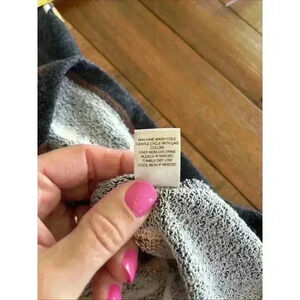 MACHINE WASH COLD
GENTLE CYCLE WITH LIKE
COLORS
ONLY NON-CHLORINE
BLEACH IF NEEDED
TUMBLE DRY LOW
COOL IRON IF NEEDED